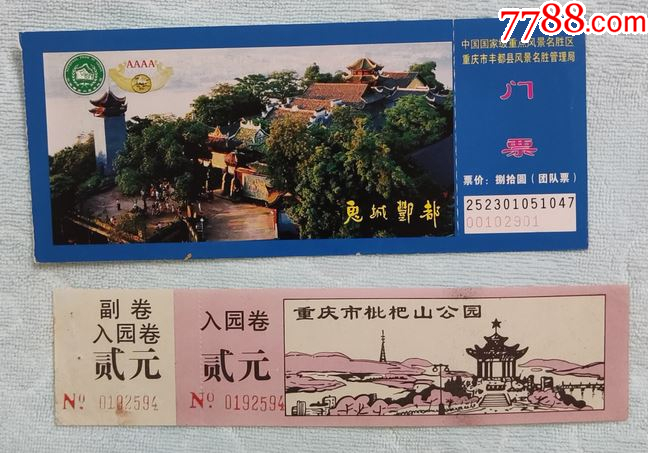 7788.com
AAAA
中国国家级重点风景名胜区
重庆市丰都县风景名胜管理局
门
票
票价：捌拾圆（团队票）
252301051047
00102901
鬼城酆都
副卷
入园卷
贰元
No 0192594
入园卷
贰元
No 0192594
重庆市枇杷山公园